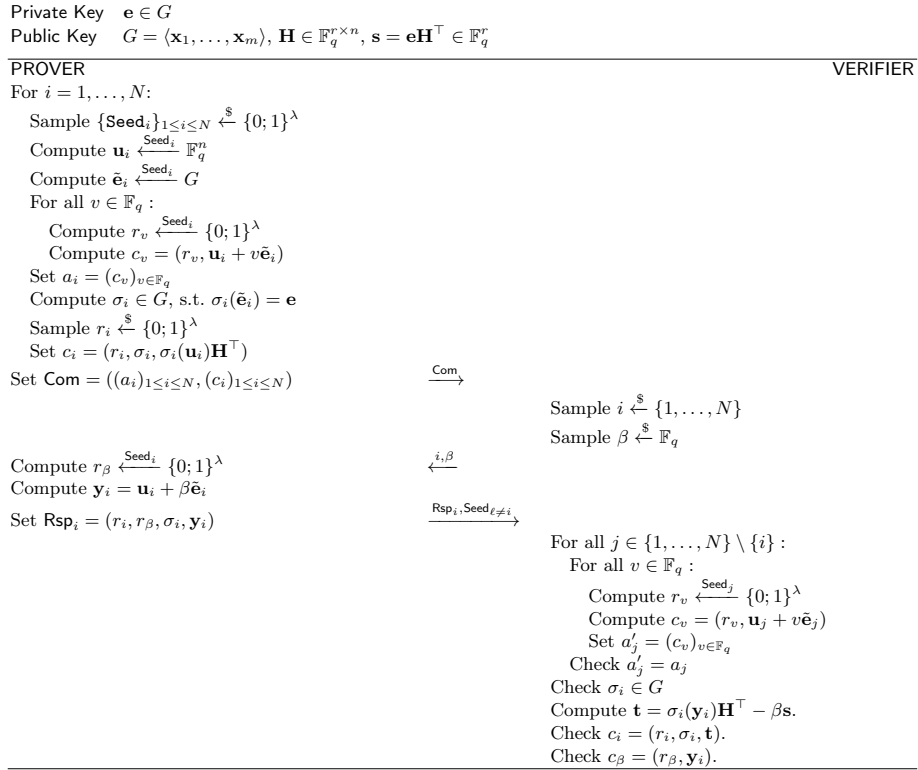 Private Key e ∈ G
Public Key G = ⟨x₁, . . . , xₘ⟩, H ∈ 𝔽_q^{r×n}, s = eH^⊤ ∈ 𝔽_q^r
PROVER VERIFIER
For i = 1, . . . , N:
Sample {Seed_i}_{1≤i≤N} ←^{$} {0; 1}^λ
Compute u_i ←^{Seed_i} 𝔽_q^n
Compute ẽ_i ←^{Seed_i} G
For all v ∈ 𝔽_q :
Compute r_v ←^{Seed_i} {0; 1}^λ
Compute c_v = (r_v, u_i + vẽ_i)
Set a_i = (c_v)_{v∈𝔽_q}
Compute σ_i ∈ G, s.t. σ_i(ẽ_i) = e
Sample r_i ←^{$} {0; 1}^λ
Set c_i = (r_i, σ_i, σ_i(u_i)H^⊤)
Set Com = ((a_i)_{1≤i≤N}, (c_i)_{1≤i≤N}) →^{Com}
Sample i ←^{$} {1, . . . , N}
Sample β ←^{$} 𝔽_q
Compute r_β ←^{Seed_i} {0; 1}^λ ←^{i,β}
Compute y_i = u_i + βẽ_i
Set Rsp_i = (r_i, r_β, σ_i, y_i) →^{Rsp_i, Seed_{ℓ≠i}}
For all j ∈ {1, . . . , N} \ {i} :
For all v ∈ 𝔽_q :
Compute r_v ←^{Seed_j} {0; 1}^λ
Compute c_v = (r_v, u_j + vẽ_j)
Set a′_j = (c_v)_{v∈𝔽_q}
Check a′_j = a_j
Check σ_i ∈ G
Compute t = σ_i(y_i)H^⊤ − βs.
Check c_i = (r_i, σ_i, t).
Check c_β = (r_β, y_i).